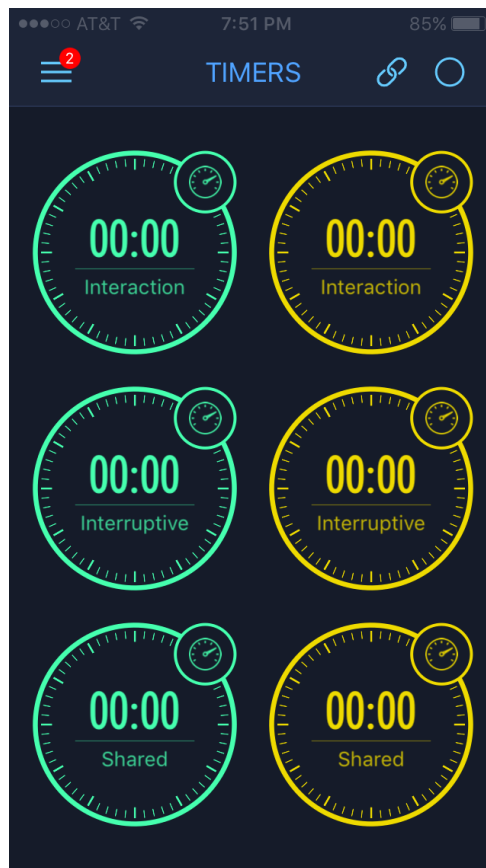 AT&T 7:51 PM 85%
2 TIMERS
00:00 00:00
Interaction Interaction
00:00 00:00
Interruptive Interruptive
00:00 00:00
Shared Shared